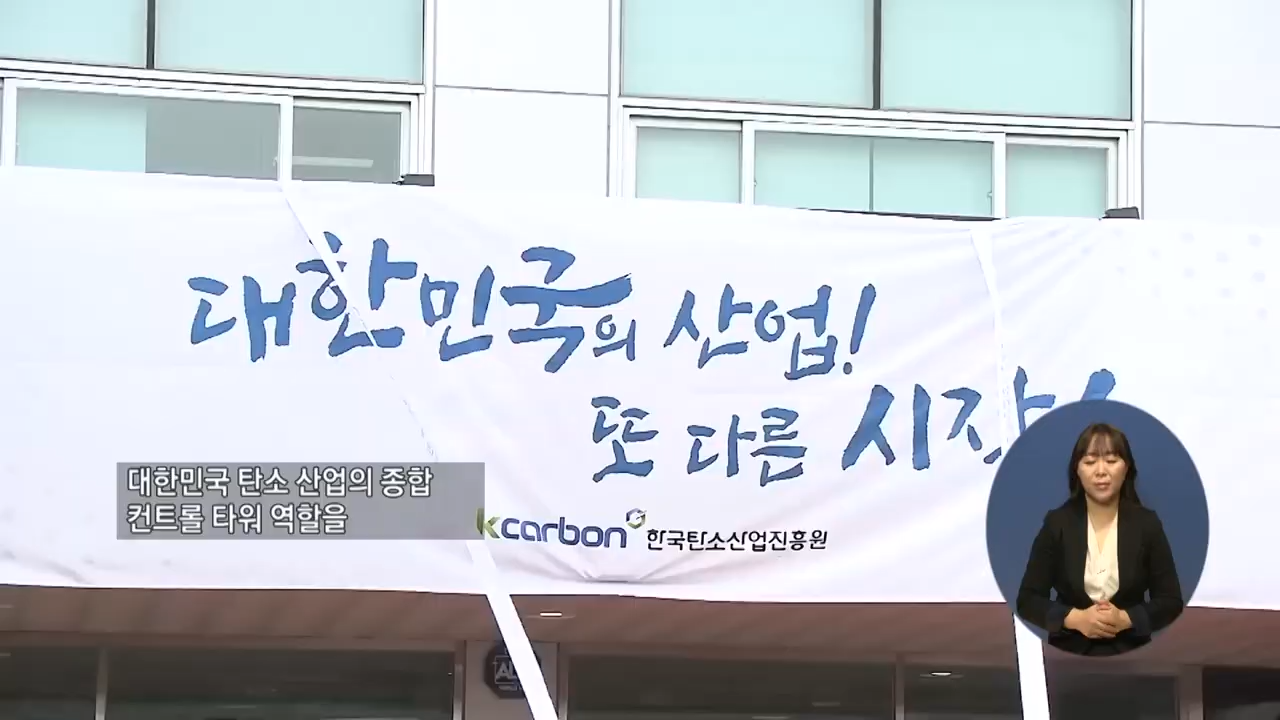 대한민국의 산업!
또 다른 시작
kcarbon 한국탄소산업진흥원
대한민국 탄소 산업의 종합
컨트롤 타워 역할을